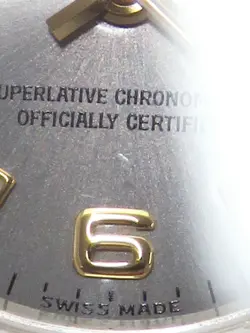 UPERLATIVE CHRONO
OFFICIALLY CERTIFI
6
SWISS MADE